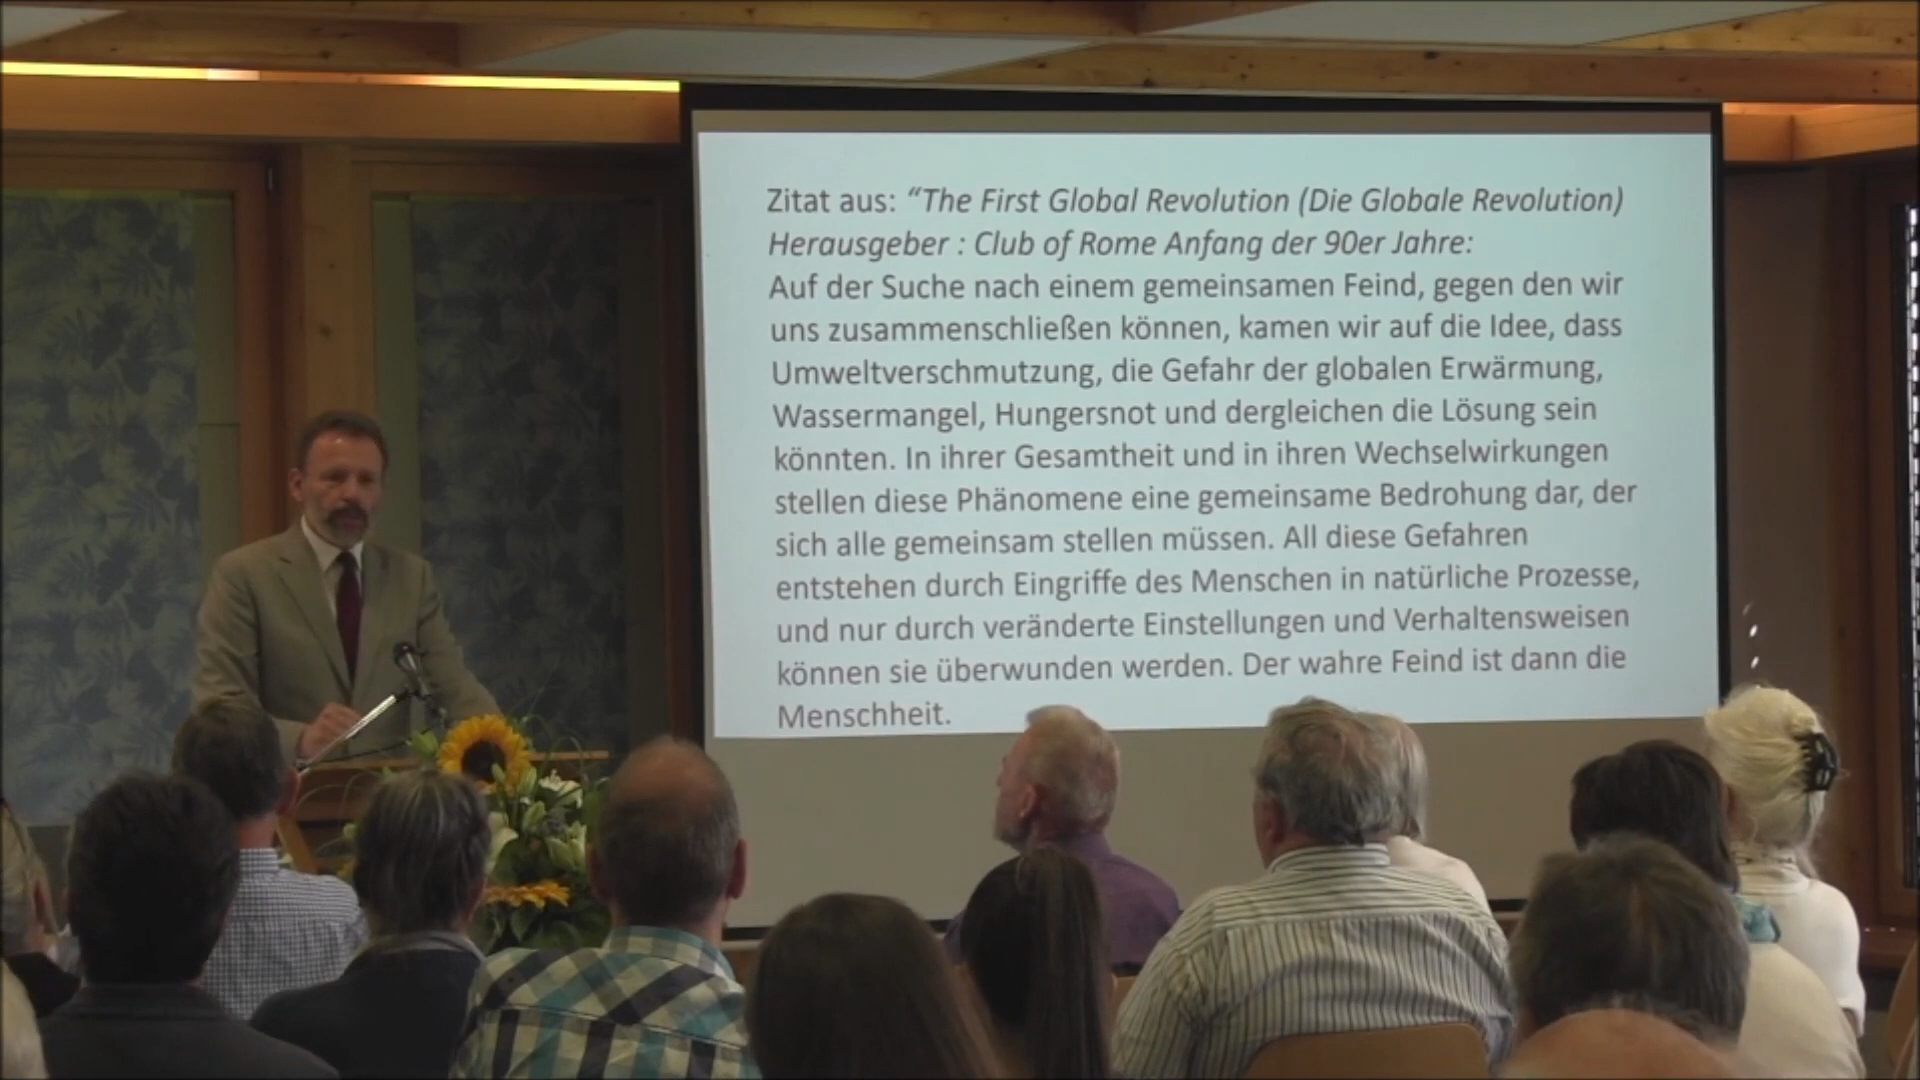 Zitat aus: “The First Global Revolution (Die Globale Revolution)
Herausgeber : Club of Rome Anfang der 90er Jahre:
Auf der Suche nach einem gemeinsamen Feind, gegen den wir
uns zusammenschließen können, kamen wir auf die Idee, dass
Umweltverschmutzung, die Gefahr der globalen Erwärmung,
Wassermangel, Hungersnot und dergleichen die Lösung sein
könnten. In ihrer Gesamtheit und in ihren Wechselwirkungen
stellen diese Phänomene eine gemeinsame Bedrohung dar, der
sich alle gemeinsam stellen müssen. All diese Gefahren
entstehen durch Eingriffe des Menschen in natürliche Prozesse,
und nur durch veränderte Einstellungen und Verhaltensweisen
können sie überwunden werden. Der wahre Feind ist dann die
Menschheit.